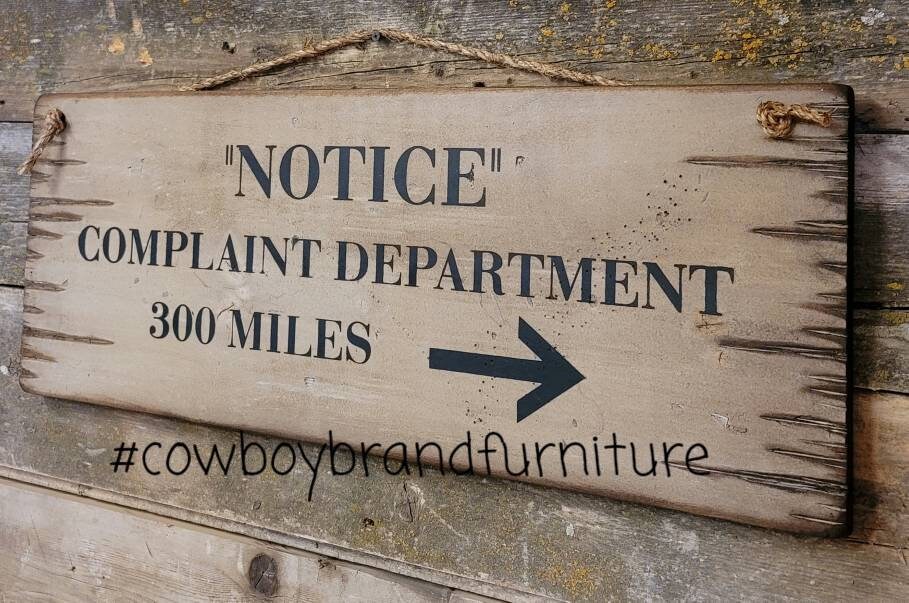 "NOTICE"
COMPLAINT DEPARTMENT
300 MILES
#cowboybrandfurniture